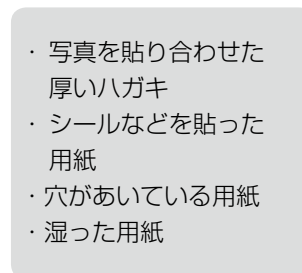 ・写真を貼り合わせた
厚いハガキ
・シールなどを貼った
用紙
・穴があいている用紙
・湿った用紙